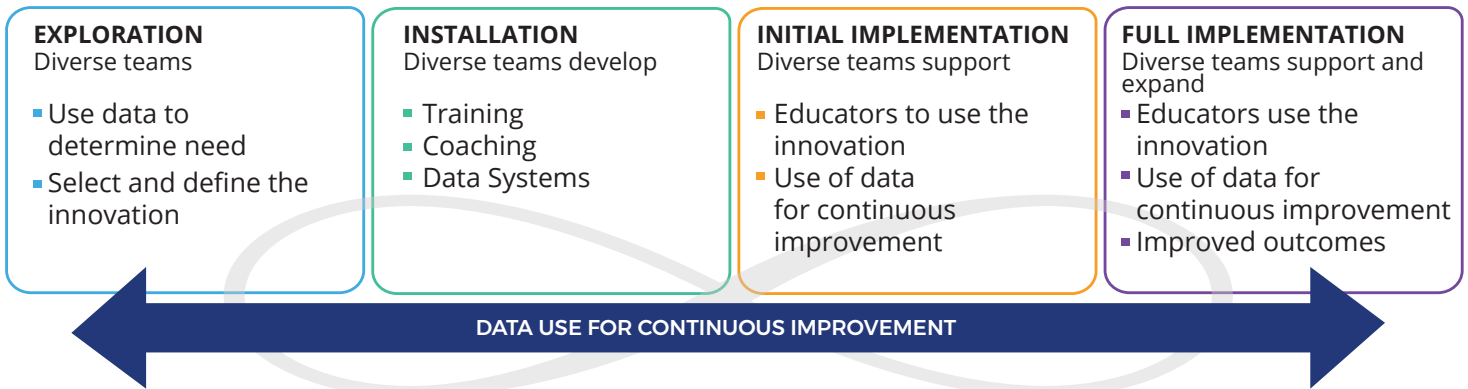 EXPLORATION
Diverse teams
Use data to
determine need
Select and define the
innovation
INSTALLATION
Diverse teams develop
Training
Coaching
Data Systems
INITIAL IMPLEMENTATION
Diverse teams support
Educators to use the
innovation
Use of data
for continuous
improvement
FULL IMPLEMENTATION
Diverse teams support and
expand
Educators use the
innovation
Use of data for
continuous improvement
Improved outcomes
DATA USE FOR CONTINUOUS IMPROVEMENT